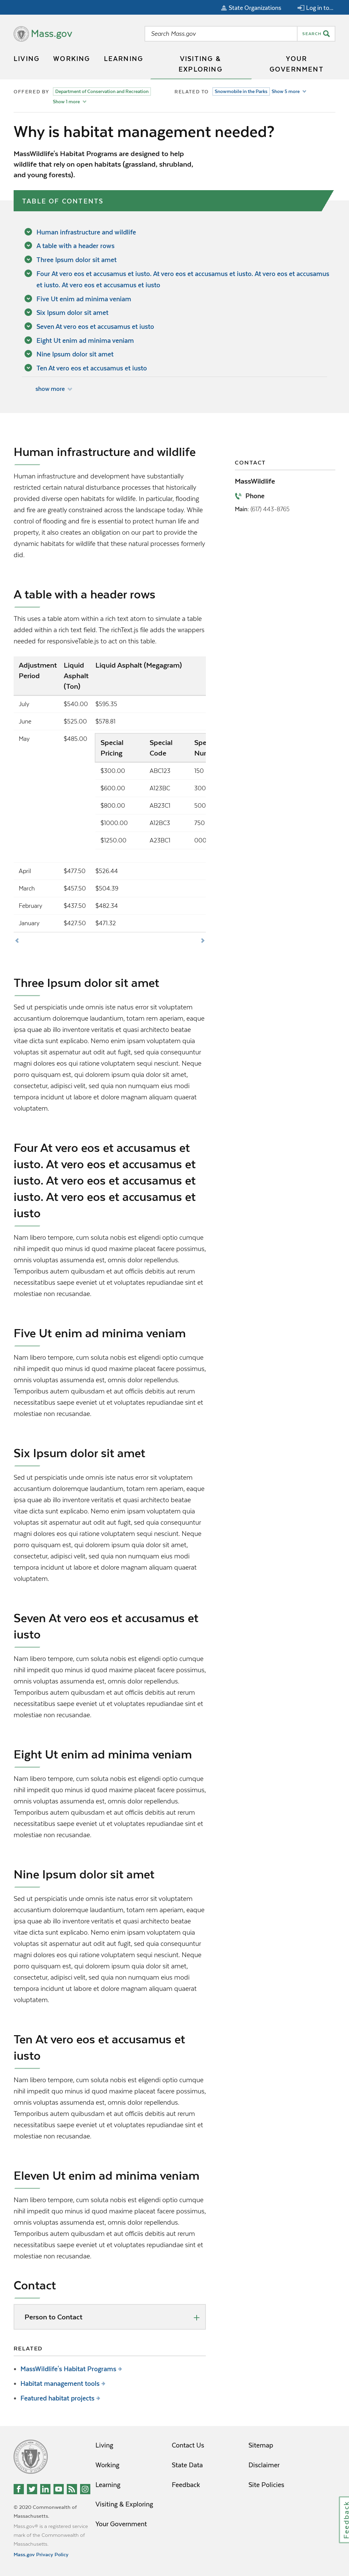 State Organizations
Log in to...
Mass.gov
Search Mass.gov
SEARCH
LIVING
WORKING
LEARNING
VISITING &
EXPLORING
YOUR
GOVERNMENT
OFFERED BY
Department of Conservation and Recreation
Show 1 more
RELATED TO
Snowmobile in the Parks
Show 5 more
Why is habitat management needed?
MassWildlife's Habitat Programs are designed to help
wildlife that rely on open habitats (grassland, shrubland,
and young forests).
TABLE OF CONTENTS
Human infrastructure and wildlife
A table with a header rows
Three Ipsum dolor sit amet
Four At vero eos et accusamus et iusto. At vero eos et accusamus et iusto. At vero eos et accusamus
et iusto. At vero eos et accusamus et iusto
Five Ut enim ad minima veniam
Six Ipsum dolor sit amet
Seven At vero eos et accusamus et iusto
Eight Ut enim ad minima veniam
Nine Ipsum dolor sit amet
Ten At vero eos et accusamus et iusto
show more
Human infrastructure and wildlife
Human infrastructure and development have substantially
restricted certain natural disturbance processes that historically
provided diverse open habitats for wildlife. In particular, flooding
and fire are greatly constrained across the landscape today. While
control of flooding and fire is essential to protect human life and
property, it also creates an obligation on our part to provide the
dynamic habitats for wildlife that these natural processes formerly
did.
CONTACT
MassWildlife
Phone
Main: (617) 443-8765
A table with a header rows
This uses a table atom within a rich text atom to simulate a table
added within a rich text field. The richText.js file adds the wrappers
needed for responsiveTable.js to act on this table.
Adjustment
Period
Liquid
Asphalt
(Ton)
Liquid Asphalt (Megagram)
July $540.00 $595.35
June $525.00 $578.81
May $485.00
Special
Pricing
Special
Code
Spe
Nu
$300.00 ABC123 150
$600.00 A123BC 300
$800.00 AB23C1 500
$1000.00 A12BC3 750
$1250.00 A23BC1 000
April $477.50 $526.44
March $457.50 $504.39
February $437.50 $482.34
January $427.50 $471.32
Three Ipsum dolor sit amet
Sed ut perspiciatis unde omnis iste natus error sit voluptatem
accusantium doloremque laudantium, totam rem aperiam, eaque
ipsa quae ab illo inventore veritatis et quasi architecto beatae
vitae dicta sunt explicabo. Nemo enim ipsam voluptatem quia
voluptas sit aspernatur aut odit aut fugit, sed quia consequuntur
magni dolores eos qui ratione voluptatem sequi nesciunt. Neque
porro quisquam est, qui dolorem ipsum quia dolor sit amet,
consectetur, adipisci velit, sed quia non numquam eius modi
tempora incidunt ut labore et dolore magnam aliquam quaerat
voluptatem.
Four At vero eos et accusamus et
iusto. At vero eos et accusamus et
iusto. At vero eos et accusamus et
iusto. At vero eos et accusamus et
iusto
Nam libero tempore, cum soluta nobis est eligendi optio cumque
nihil impedit quo minus id quod maxime placeat facere possimus,
omnis voluptas assumenda est, omnis dolor repellendus.
Temporibus autem quibusdam et aut officiis debitis aut rerum
necessitatibus saepe eveniet ut et voluptates repudiandae sint et
molestiae non recusandae.
Five Ut enim ad minima veniam
Nam libero tempore, cum soluta nobis est eligendi optio cumque
nihil impedit quo minus id quod maxime placeat facere possimus,
omnis voluptas assumenda est, omnis dolor repellendus.
Temporibus autem quibusdam et aut officiis debitis aut rerum
necessitatibus saepe eveniet ut et voluptates repudiandae sint et
molestiae non recusandae.
Six Ipsum dolor sit amet
Sed ut perspiciatis unde omnis iste natus error sit voluptatem
accusantium doloremque laudantium, totam rem aperiam, eaque
ipsa quae ab illo inventore veritatis et quasi architecto beatae
vitae dicta sunt explicabo. Nemo enim ipsam voluptatem quia
voluptas sit aspernatur aut odit aut fugit, sed quia consequuntur
magni dolores eos qui ratione voluptatem sequi nesciunt. Neque
porro quisquam est, qui dolorem ipsum quia dolor sit amet,
consectetur, adipisci velit, sed quia non numquam eius modi
tempora incidunt ut labore et dolore magnam aliquam quaerat
voluptatem.
Seven At vero eos et accusamus et
iusto
Nam libero tempore, cum soluta nobis est eligendi optio cumque
nihil impedit quo minus id quod maxime placeat facere possimus,
omnis voluptas assumenda est, omnis dolor repellendus.
Temporibus autem quibusdam et aut officiis debitis aut rerum
necessitatibus saepe eveniet ut et voluptates repudiandae sint et
molestiae non recusandae.
Eight Ut enim ad minima veniam
Nam libero tempore, cum soluta nobis est eligendi optio cumque
nihil impedit quo minus id quod maxime placeat facere possimus,
omnis voluptas assumenda est, omnis dolor repellendus.
Temporibus autem quibusdam et aut officiis debitis aut rerum
necessitatibus saepe eveniet ut et voluptates repudiandae sint et
molestiae non recusandae.
Nine Ipsum dolor sit amet
Sed ut perspiciatis unde omnis iste natus error sit voluptatem
accusantium doloremque laudantium, totam rem aperiam, eaque
ipsa quae ab illo inventore veritatis et quasi architecto beatae
vitae dicta sunt explicabo. Nemo enim ipsam voluptatem quia
voluptas sit aspernatur aut odit aut fugit, sed quia consequuntur
magni dolores eos qui ratione voluptatem sequi nesciunt. Neque
porro quisquam est, qui dolorem ipsum quia dolor sit amet,
consectetur, adipisci velit, sed quia non numquam eius modi
tempora incidunt ut labore et dolore magnam aliquam quaerat
voluptatem.
Ten At vero eos et accusamus et
iusto
Nam libero tempore, cum soluta nobis est eligendi optio cumque
nihil impedit quo minus id quod maxime placeat facere possimus,
omnis voluptas assumenda est, omnis dolor repellendus.
Temporibus autem quibusdam et aut officiis debitis aut rerum
necessitatibus saepe eveniet ut et voluptates repudiandae sint et
molestiae non recusandae.
Eleven Ut enim ad minima veniam
Nam libero tempore, cum soluta nobis est eligendi optio cumque
nihil impedit quo minus id quod maxime placeat facere possimus,
omnis voluptas assumenda est, omnis dolor repellendus.
Temporibus autem quibusdam et aut officiis debitis aut rerum
necessitatibus saepe eveniet ut et voluptates repudiandae sint et
molestiae non recusandae.
Contact
Person to Contact
RELATED
MassWildlife's Habitat Programs
Habitat management tools
Featured habitat projects
Living
Working
Learning
Visiting & Exploring
Your Government
Contact Us
State Data
Feedback
Sitemap
Disclaimer
Site Policies
© 2020 Commonwealth of
Massachusetts.
Mass.gov® is a registered service
mark of the Commonwealth of
Massachusetts.
Mass.gov Privacy Policy
Feedback